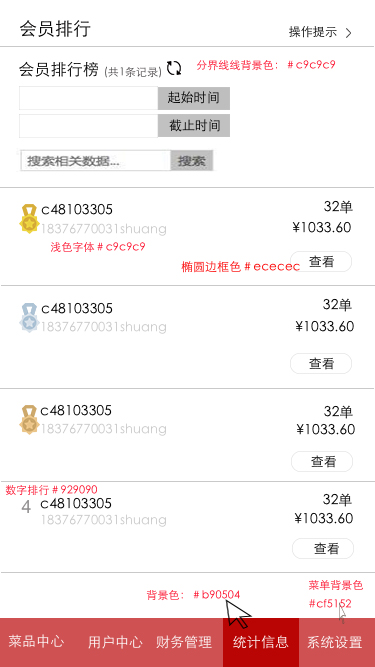 会员排行
操作提示
会员排行榜 (共1条记录)
分界线线背景色：#c9c9c9
起始时间
截止时间
搜索相关数据... 搜索
c48103305 32单
18376770031shuang ¥1033.60
浅色字体#c9c9c9
椭圆边框色#ececec 查看
c48103305 32单
18376770031shuang ¥1033.60
查看
c48103305 32单
18376770031shuang ¥1033.60
查看
数字排行#929090
4 c48103305 32单
18376770031shuang ¥1033.60
查看
背景色：#b90504
菜单背景色
#cf5152
菜品中心 用户中心 财务管理 统计信息 系统设置